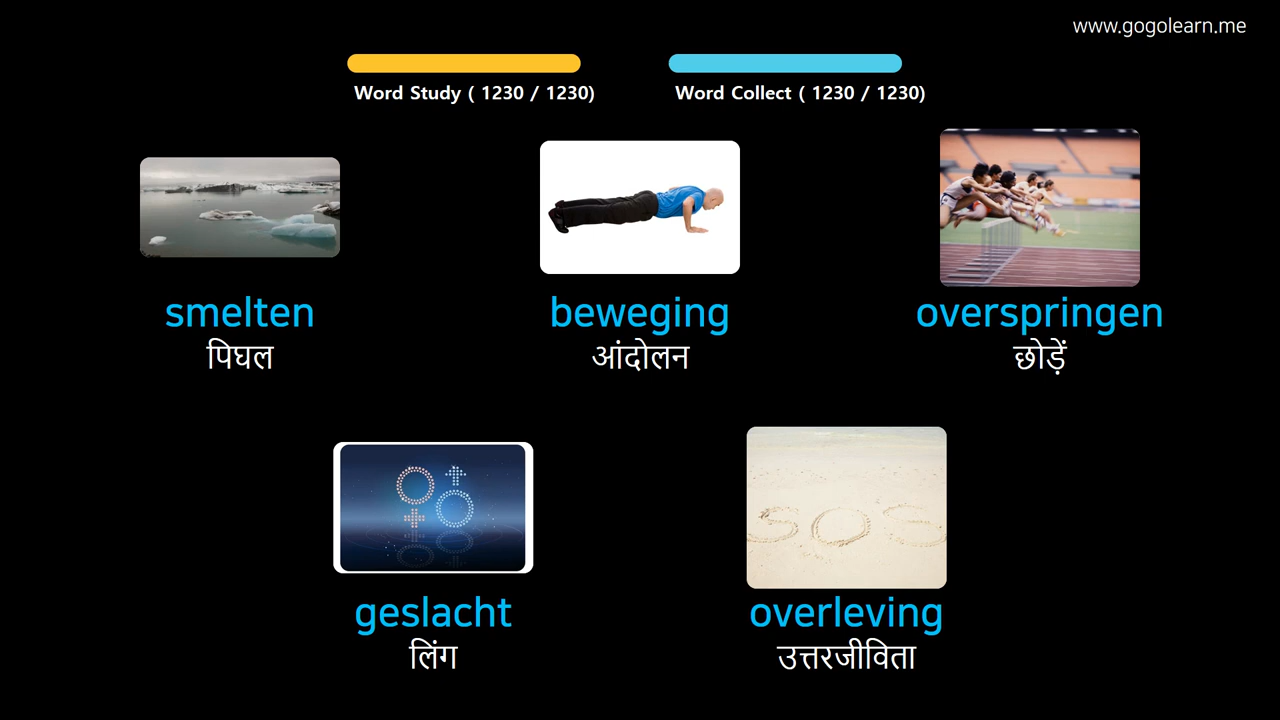 www.gogolearn.me
Word Study ( 1230 / 1230)
Word Collect ( 1230 / 1230)
smelten
पिघल
beweging
आंदोलन
overspringen
छोड़ें
SOS
geslacht
लिंग
overleving
उत्तरजीविता